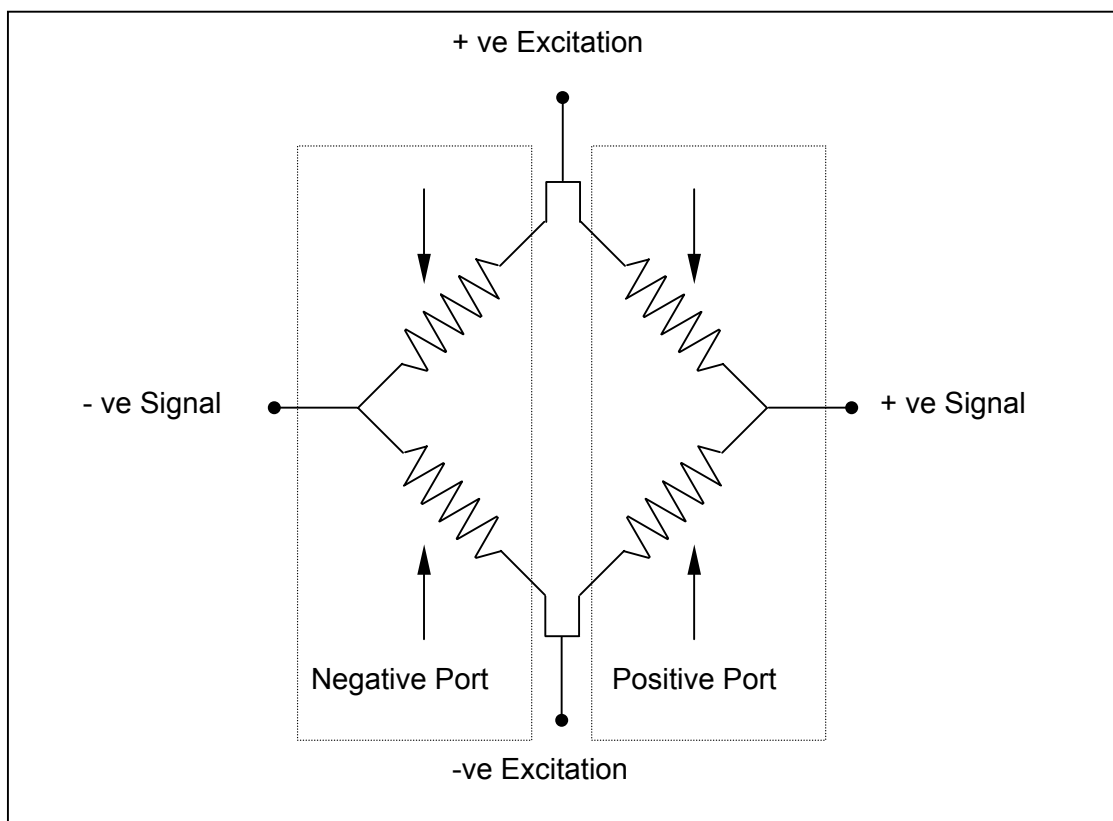 + ve Excitation
- ve Signal
+ ve Signal
Negative Port
Positive Port
-ve Excitation